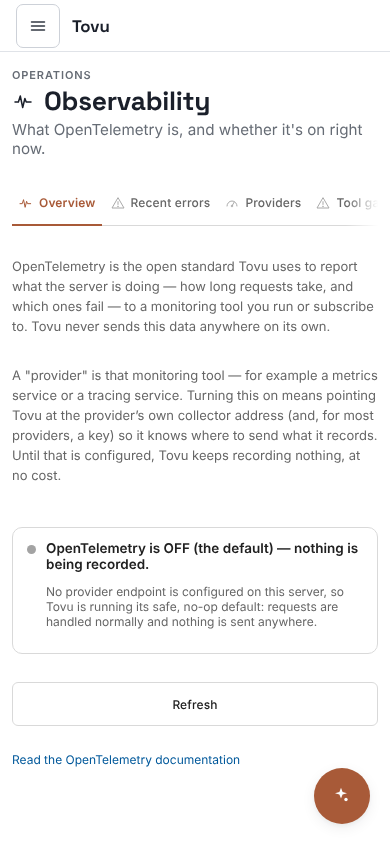 Tovu
OPERATIONS
Observability
What OpenTelemetry is, and whether it's on right
now.
Overview Recent errors Providers Tool
OpenTelemetry is the open standard Tovu uses to report
what the server is doing — how long requests take, and
which ones fail — to a monitoring tool you run or subscribe
to. Tovu never sends this data anywhere on its own.
A "provider" is that monitoring tool — for example a metrics
service or a tracing service. Turning this on means pointing
Tovu at the provider’s own collector address (and, for most
providers, a key) so it knows where to send what it records.
Until that is configured, Tovu keeps recording nothing, at
no cost.
OpenTelemetry is OFF (the default) — nothing is
being recorded.
No provider endpoint is configured on this server, so
Tovu is running its safe, no-op default: requests are
handled normally and nothing is sent anywhere.
Refresh
Read the OpenTelemetry documentation